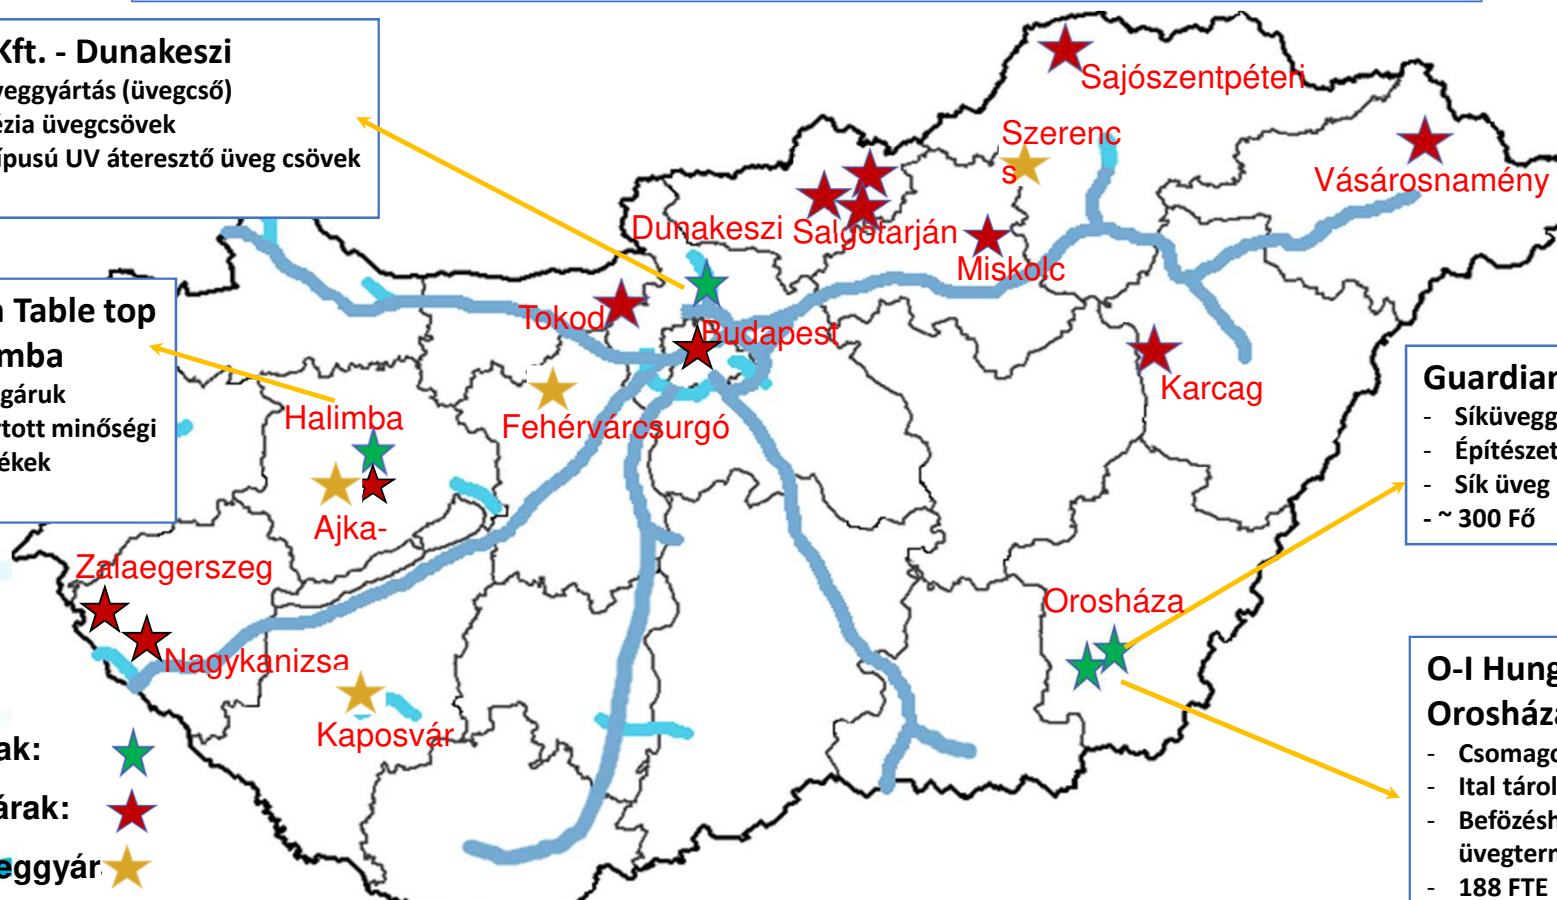 Kft. - Dunakeszi
veggyártás (üvegcső)
ézia üvegcsövek
ípusú UV áteresztő üveg csövek
Sajószentpéteri
Szerenc
s
Vásárosnamény
Dunakeszi
Salgótarján
Miskolc
Table top
mba
gáruk
rtott minőségi
ékek
Tokod
Budapest
Karcag
Halimba
Fehérvárcsurgó
Ajka-
Guardian
- Síküvegg
- Építészet
- Sík üveg
- ~ 300 Fő
Zalaegerszeg
Nagykanizsa
Orosháza
Kaposvár
O-I Hung
Orosháza
- Csomago
- Ital tárol
- Befőzésh
üvegtern
- 188 FTE
ak:
árak:
eggyár